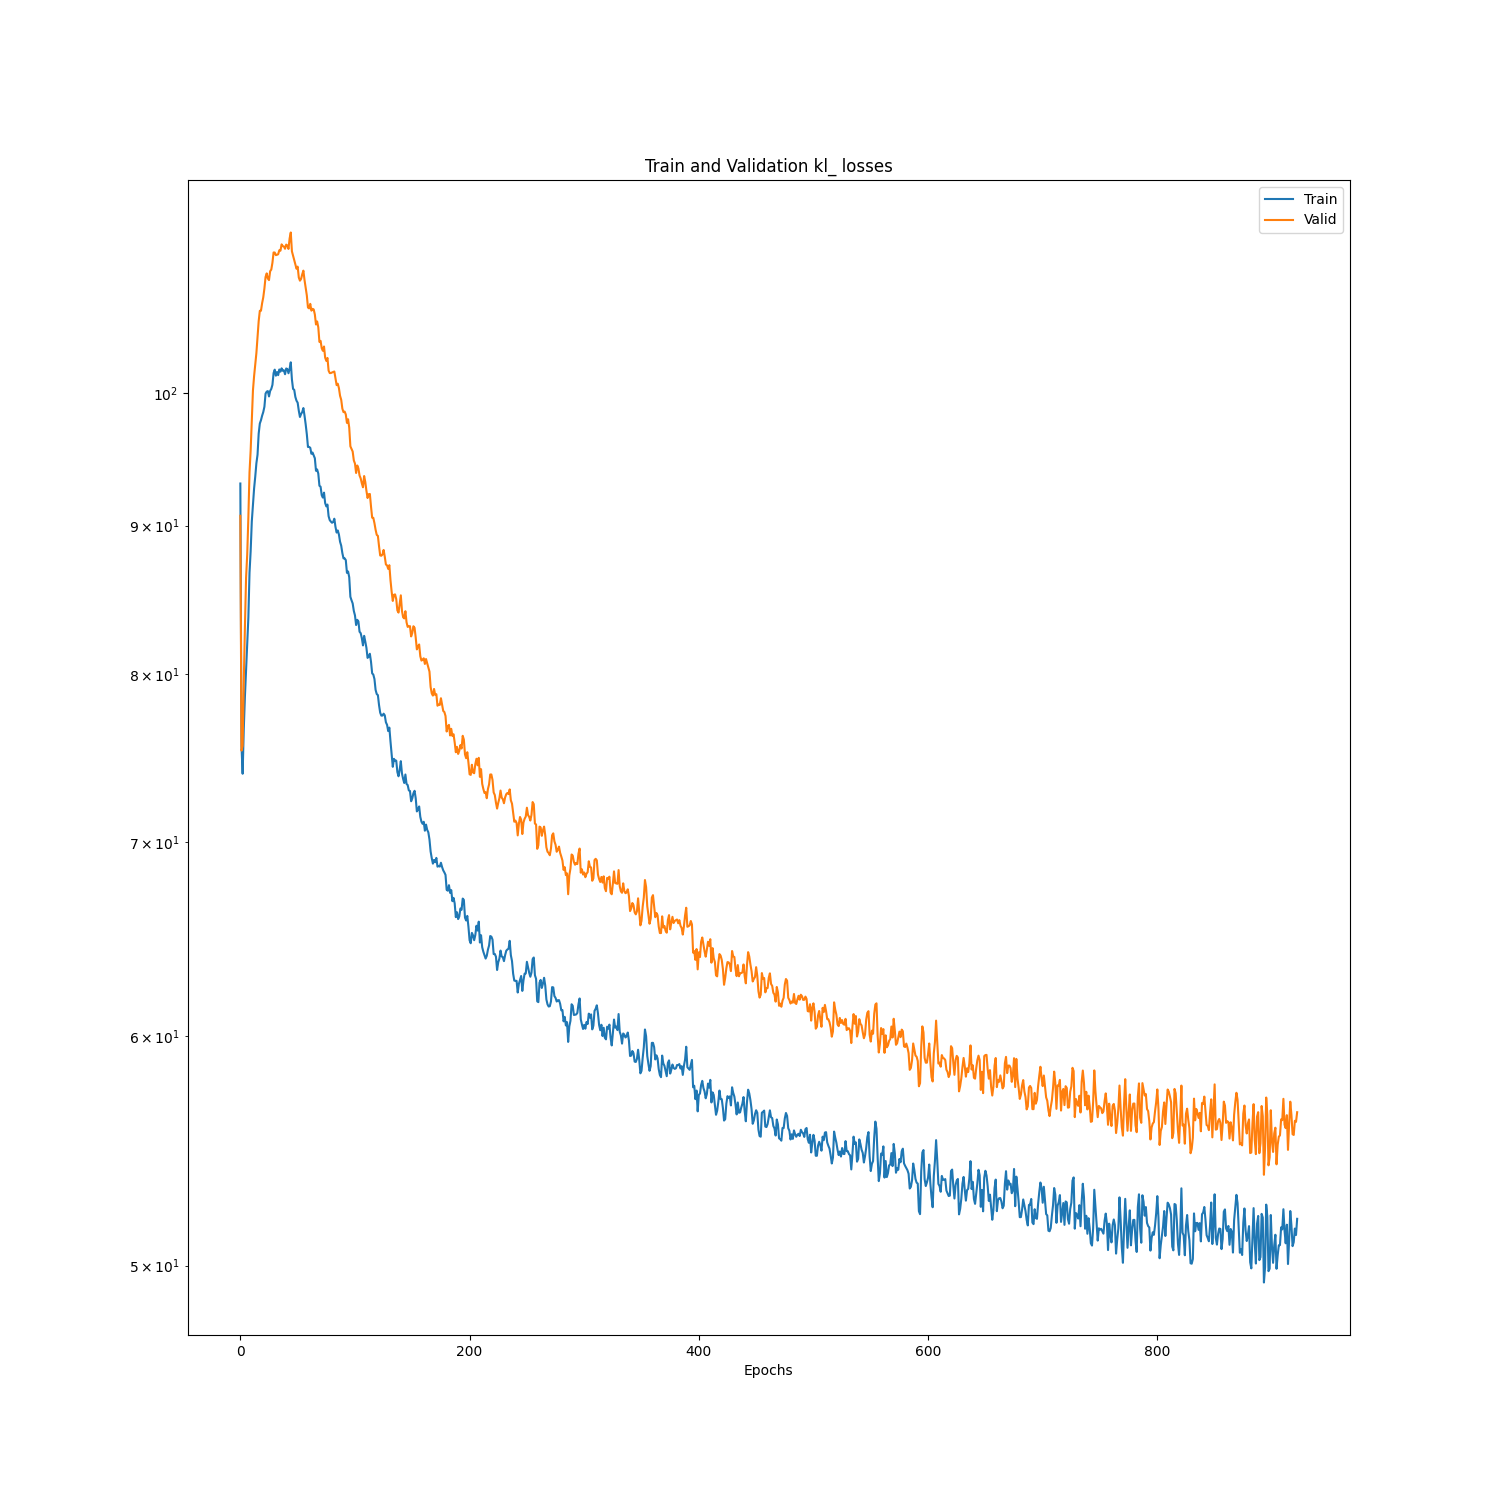 Train and Validation kl_ losses
Train
Valid
10²
9 × 10¹
8 × 10¹
7 × 10¹
6 × 10¹
5 × 10¹
0 200 400 600 800
Epochs